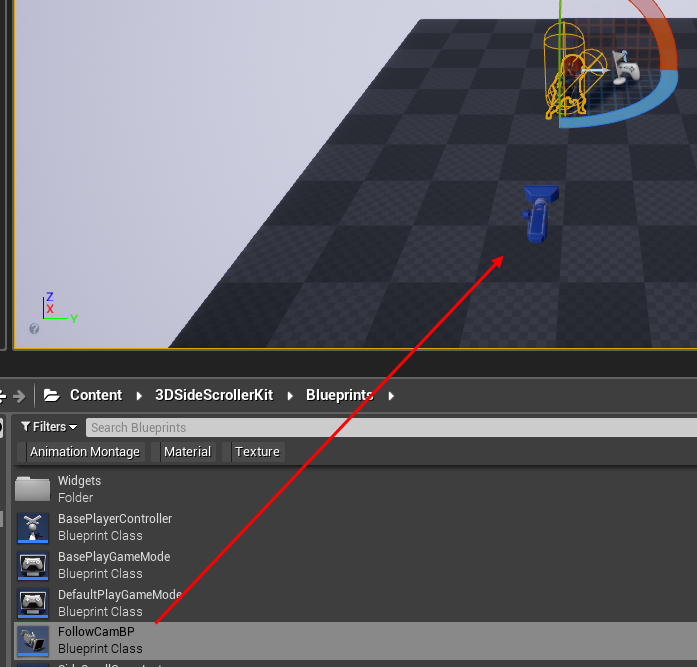 Z
X
Y
?
Content
3DSideScrollerKit
Blueprints
Filters
Search Blueprints
Animation Montage
Material
Texture
Widgets
Folder
BasePlayerController
Blueprint Class
BasePlayGameMode
Blueprint Class
DefaultPlayGameMode
Blueprint Class
FollowCamBP
Blueprint Class